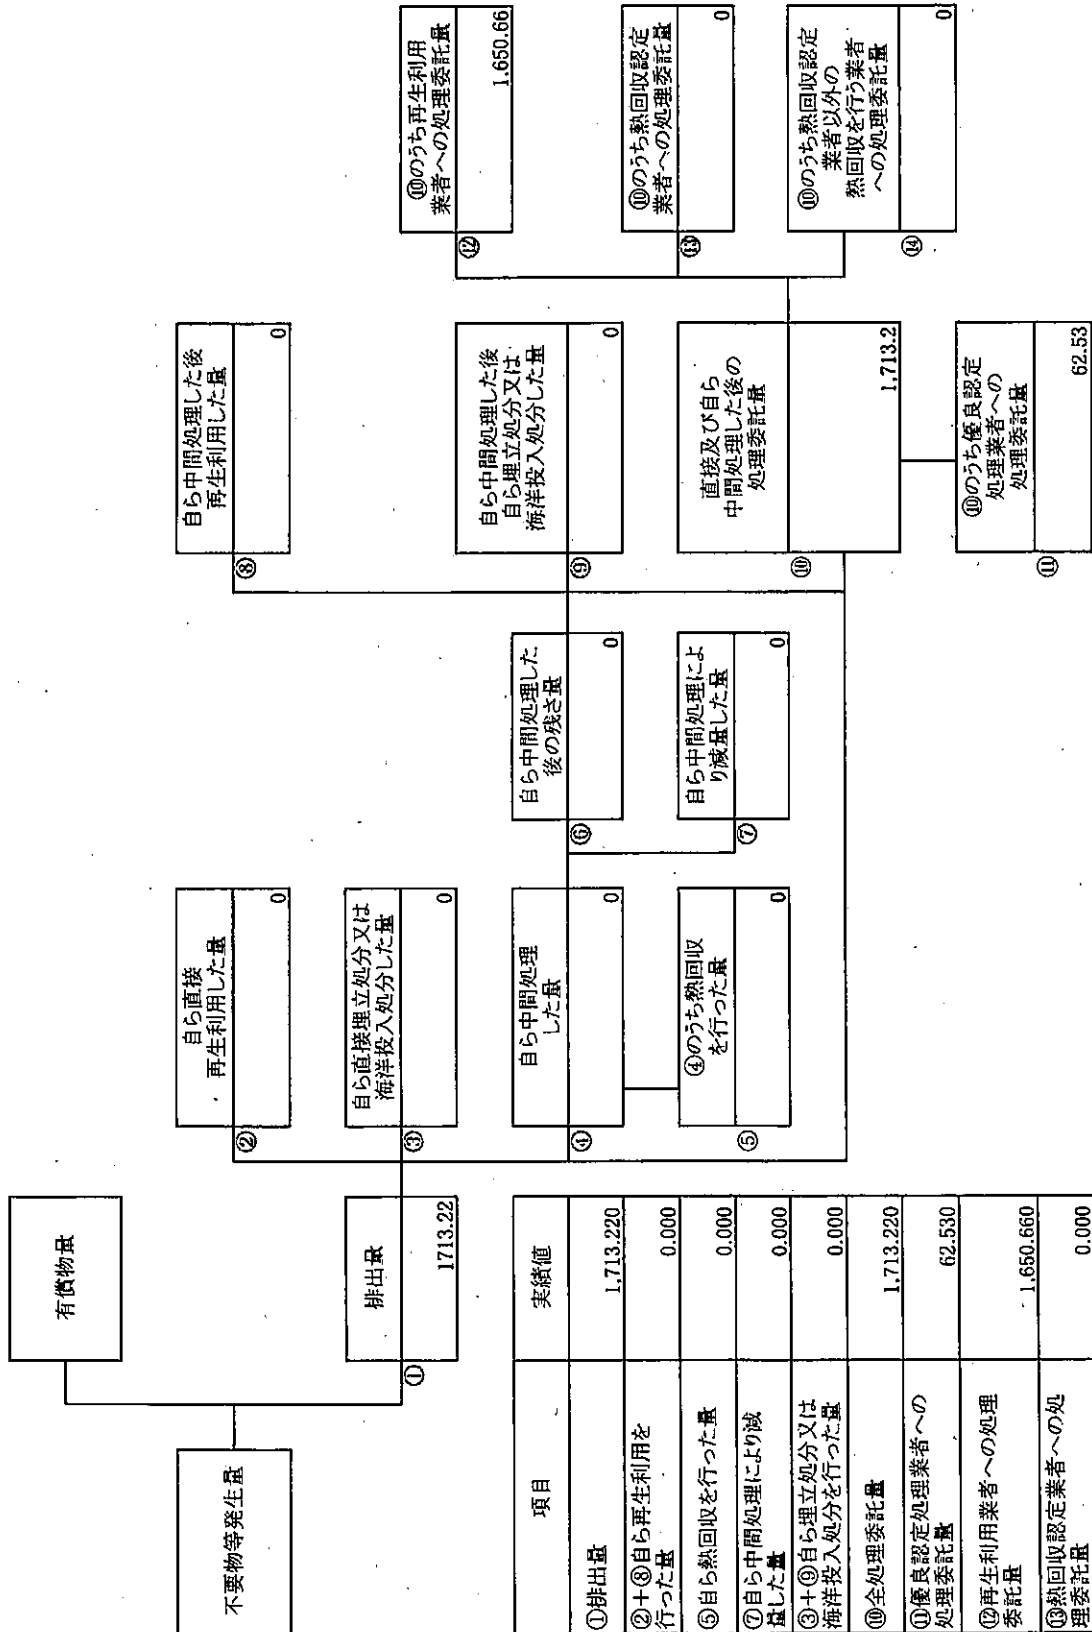 有償物量
不要物等発生量
排出量
①
1713.22
自ら直接
再生利用した量
②
0
自ら直接埋立処分又は
海洋投入処分した量
③
0
自ら中間処理
した量
④
0
④のうち熱回収
を行った量
⑤
0
自ら中間処理した
後の残さ量
⑥
0
自ら中間処理によ
り減量した量
⑦
0
自ら中間処理した後
再生利用した量
⑧
0
自ら中間処理した後
自ら埋立処分又は
海洋投入処分した量
⑨
0
直接及び自ら
中間処理した後の
処理委託量
⑩
1,713.2
⑩のうち優良認定
処理業者への
処理委託量
⑪
62.53
⑩のうち再生利用
業者への処理委託量
⑫
1,650.66
⑩のうち熱回収認定
業者への処理委託量
⑬
0
⑩のうち熱回収認定
業者以外の
熱回収を行う業者
への処理委託量
⑭
0
項目 実績値
①排出量 1,713.220
②+⑧自ら再生利用を
行った量 0.000
⑤自ら熱回収を行った量 0.000
⑦自ら中間処理により減
量した量 0.000
③+⑨自ら埋立処分又は
海洋投入処分を行った量 0.000
⑩全処理委託量 1,713.220
⑪優良認定処理業者への
処理委託量 62.530
⑫再生利用業者への処理
委託量 1,650.660
⑬熱回収認定業者への処
理委託量 0.000